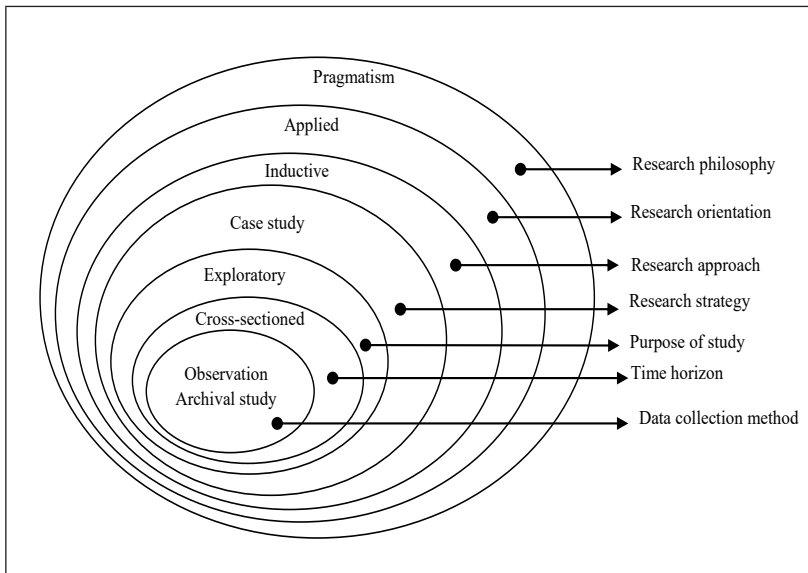 Pragmatism
Applied
Inductive
Case study
Exploratory
Cross-sectioned
Observation
Archival study
Research philosophy
Research orientation
Research approach
Research strategy
Purpose of study
Time horizon
Data collection method